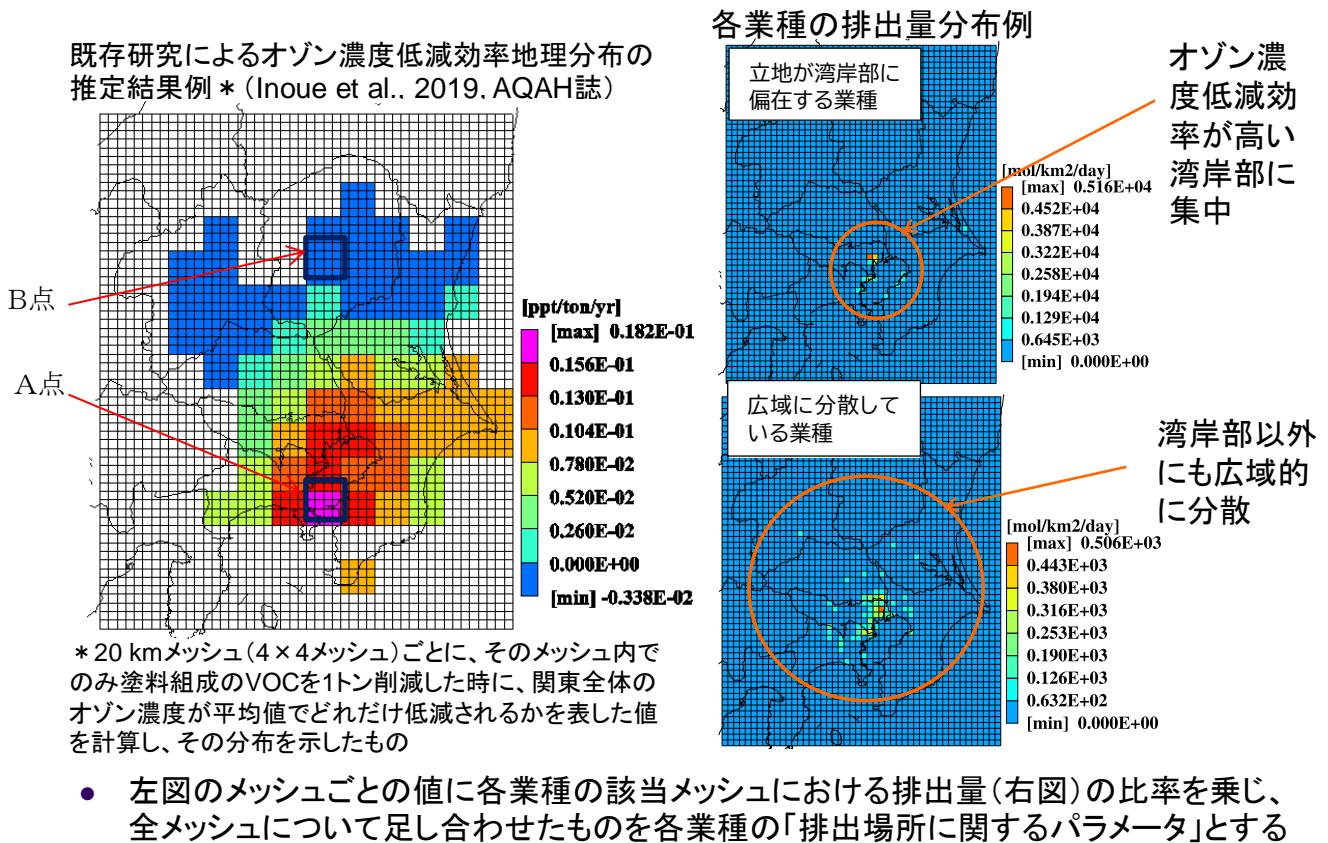 既存研究によるオゾン濃度低減効率地理分布の
推定結果例＊（Inoue et al., 2019, AQAH誌）
B点
A点
[ppt/ton/yr]
[max] 0.182E-01
0.156E-01
0.130E-01
0.104E-01
0.780E-02
0.520E-02
0.260E-02
0.000E+00
[min] -0.338E-02
＊20 kmメッシュ（4×4メッシュ）ごとに、そのメッシュ内で
のみ塗料組成のVOCを1トン削減した時に、関東全体の
オゾン濃度が平均値でどれだけ低減されるかを表した値
を計算し、その分布を示したもの
各業種の排出量分布例
立地が湾岸部に
偏在する業種
[mol/km2/day]
[max] 0.516E+04
0.452E+04
0.387E+04
0.322E+04
0.258E+04
0.194E+04
0.129E+04
0.645E+03
[min] 0.000E+00
オゾン濃
度低減効
率が高い
湾岸部に
集中
広域に分散して
いる業種
[mol/km2/day]
[max] 0.506E+03
0.443E+03
0.380E+03
0.316E+03
0.253E+03
0.190E+03
0.126E+03
0.632E+02
[min] 0.000E+00
湾岸部以外
にも広域的
に分散
● 左図のメッシュごとの値に各業種の該当メッシュにおける排出量（右図）の比率を乗じ、
全メッシュについて足し合わせたものを各業種の「排出場所に関するパラメータ」とする